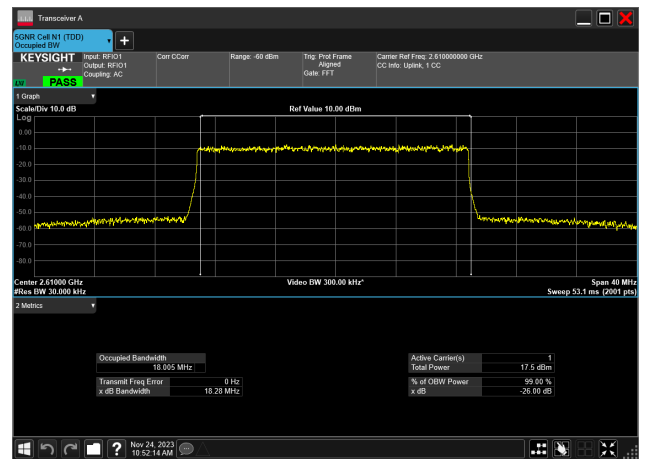 Transceiver A
5GNR Cell N1 (TDD)
Occupied BW
+
KEYSIGHT
LXI
PASS
Input: RFIO1
Output: RFIO1
Coupling: AC
Corr CCorr
Range: -60 dBm
Trig: Prot Frame
Aligned
Gate: FFT
Carrier Ref Freq: 2.610000000 GHz
CC Info: Uplink, 1 CC
1 Graph
Scale/Div 10.0 dB
Ref Value 10.00 dBm
Log
0.00
-10.0
-20.0
-30.0
-40.0
-50.0
-60.0
-70.0
-80.0
Center 2.61000 GHz
Video BW 300.00 kHz*
Span 40 MHz
#Res BW 30.000 kHz
Sweep 53.1 ms (2001 pts)
2 Metrics
Occupied Bandwidth
18.005 MHz
Transmit Freq Error 0 Hz
x dB Bandwidth 18.28 MHz
Active Carrier(s) 1
Total Power 17.5 dBm
% of OBW Power 99.00 %
x dB -26.00 dB
?
Nov 24, 2023
10:52:14 AM